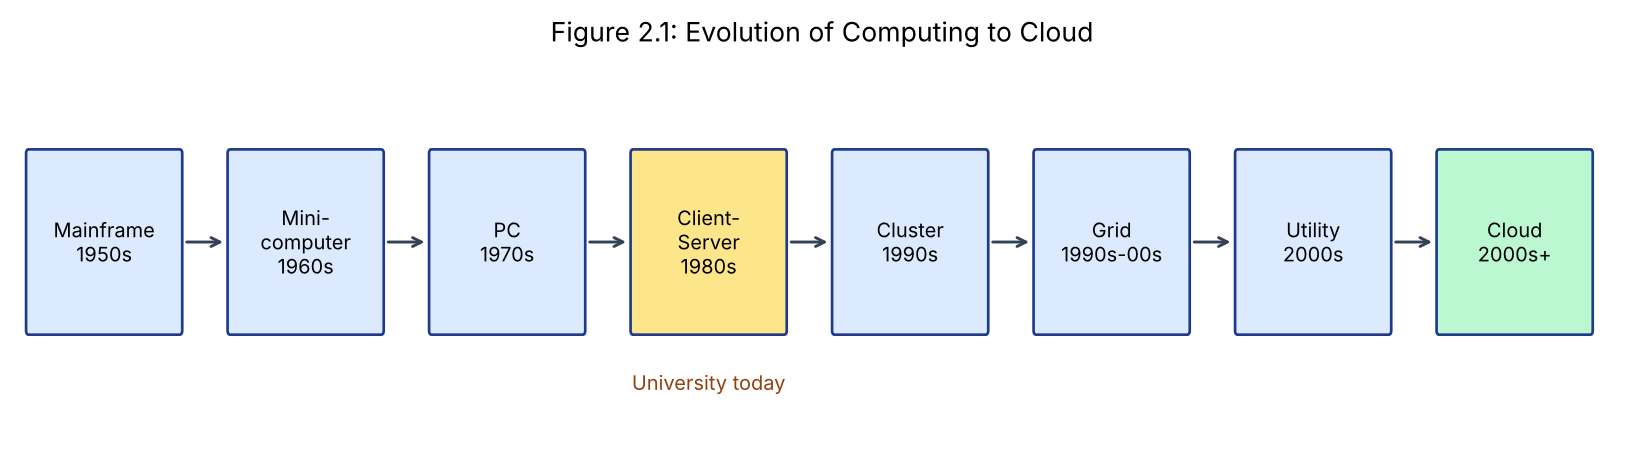 Figure 2.1: Evolution of Computing to Cloud
Mainframe
1950s
Mini-
computer
1960s
PC
1970s
Client-
Server
1980s
Cluster
1990s
Grid
1990s-00s
Utility
2000s
Cloud
2000s+
University today